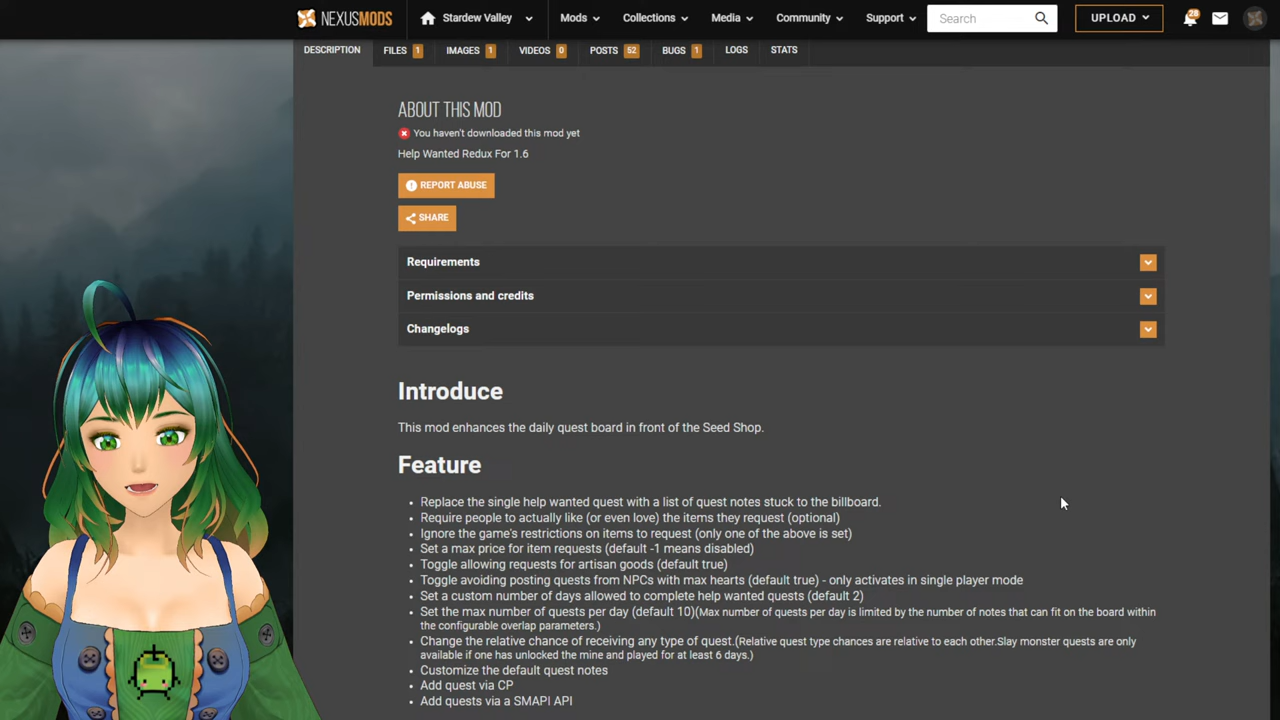 NEXUSMODS Stardew Valley Mods Collections Media Community Support Search UPLOAD 28
DESCRIPTION FILES 1 IMAGES 1 VIDEOS 0 POSTS 52 BUGS 1 LOGS STATS
ABOUT THIS MOD
You haven't downloaded this mod yet
Help Wanted Redux For 1.6
REPORT ABUSE
SHARE
Requirements
Permissions and credits
Changelogs
Introduce
This mod enhances the daily quest board in front of the Seed Shop.
Feature
• Replace the single help wanted quest with a list of quest notes stuck to the billboard.
• Require people to actually like (or even love) the items they request (optional)
• Ignore the game's restrictions on items to request (only one of the above is set)
• Set a max price for item requests (default -1 means disabled)
• Toggle allowing requests for artisan goods (default true)
• Toggle avoiding posting quests from NPCs with max hearts (default true) - only activates in single player mode
• Set a custom number of days allowed to complete help wanted quests (default 2)
• Set the max number of quests per day (default 10)(Max number of quests per day is limited by the number of notes that can fit on the board within
the configurable overlap parameters.)
• Change the relative chance of receiving any type of quest.(Relative quest type chances are relative to each other.Slay monster quests are only
available if one has unlocked the mine and played for at least 6 days.)
• Customize the default quest notes
• Add quest via CP
• Add quests via a SMAPI API